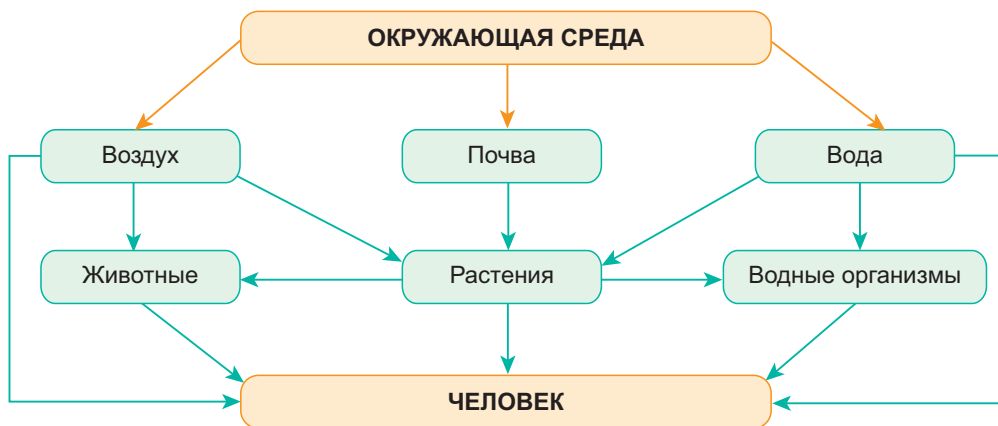 ОКРУЖАЮЩАЯ СРЕДА
Воздух
Почва
Вода
Животные
Растения
Водные организмы
ЧЕЛОВЕК